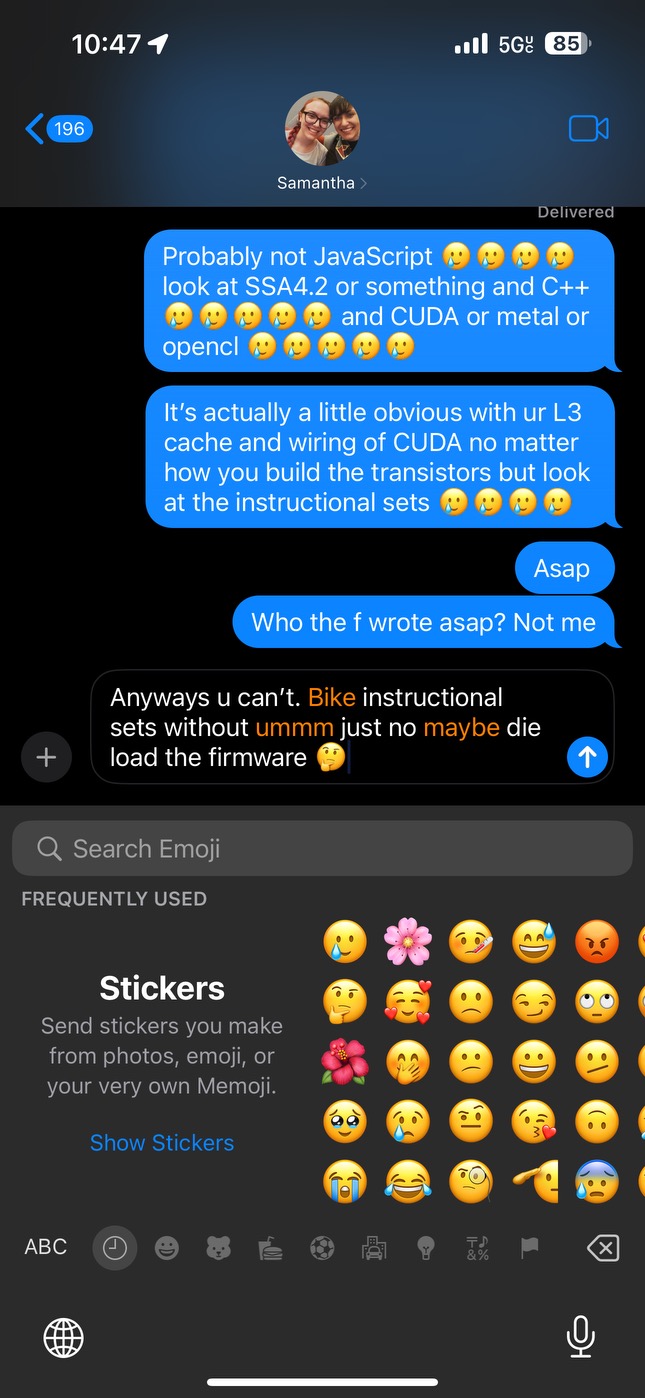 10:47
5GUC
85
196
Samantha
Delivered
Probably not JavaScript 🥲🥲🥲🥲
look at SSA4.2 or something and C++
🥲🥲🥲🥲🥲 and CUDA or metal or
opencl 🥲🥲🥲🥲🥲
It’s actually a little obvious with ur L3
cache and wiring of CUDA no matter
how you build the transistors but look
at the instructional sets 🥲🥲🥲🥲
Asap
Who the f wrote asap? Not me
Anyways u can’t. Bike instructional
sets without ummm just no maybe die
load the firmware 🤔
Search Emoji
FREQUENTLY USED
Stickers
Send stickers you make
from photos, emoji, or
your very own Memoji.
Show Stickers
ABC